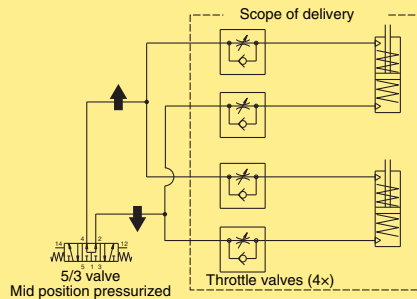 Scope of delivery
4 2
14 12
5 1 3
5/3 valve
Mid position pressurized
Throttle valves (4×)